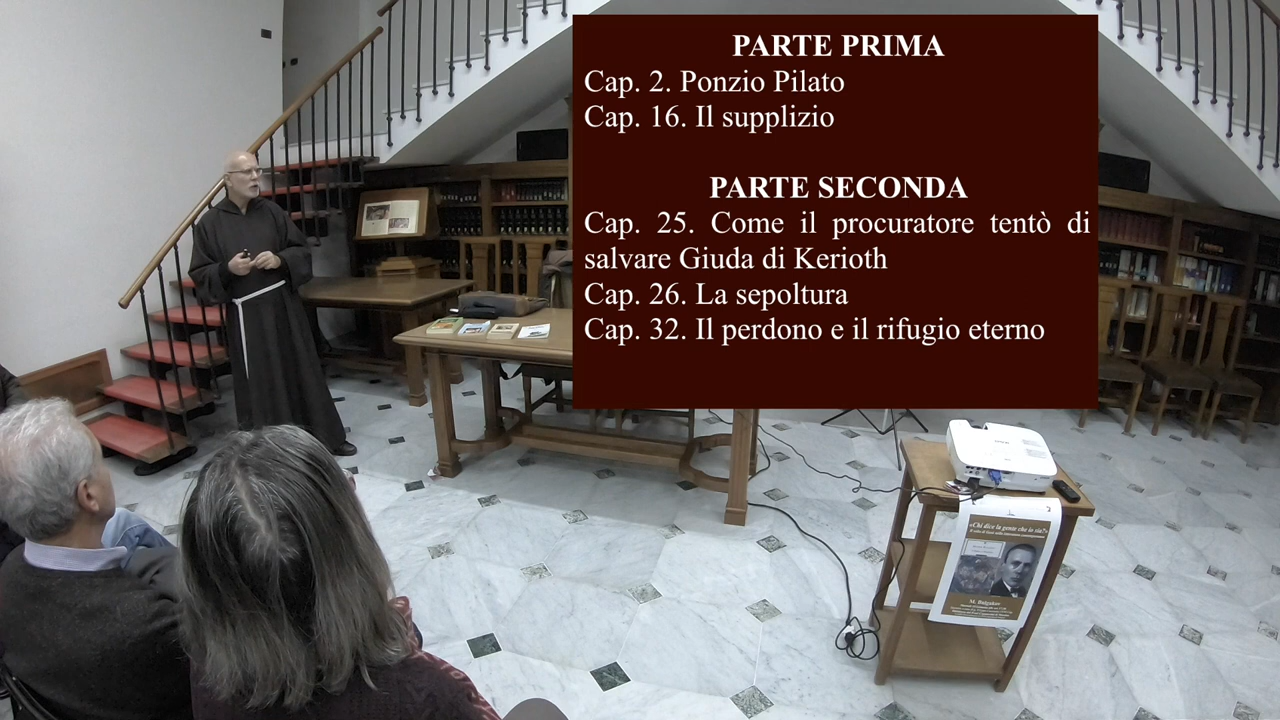 PARTE PRIMA
Cap. 2. Ponzio Pilato
Cap. 16. Il supplizio
PARTE SECONDA
Cap. 25. Come il procuratore tentò di
salvare Giuda di Kerioth
Cap. 26. La sepoltura
Cap. 32. Il perdono e il rifugio eterno
«Chi dice la gente che io sia?»
M. Bulgakov